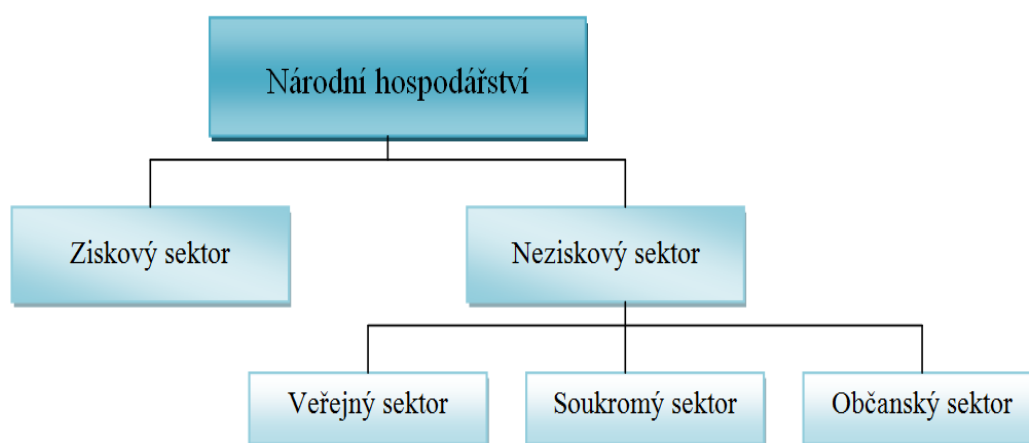 Národní hospodářství
Ziskový sektor
Neziskový sektor
Veřejný sektor
Soukromý sektor
Občanský sektor